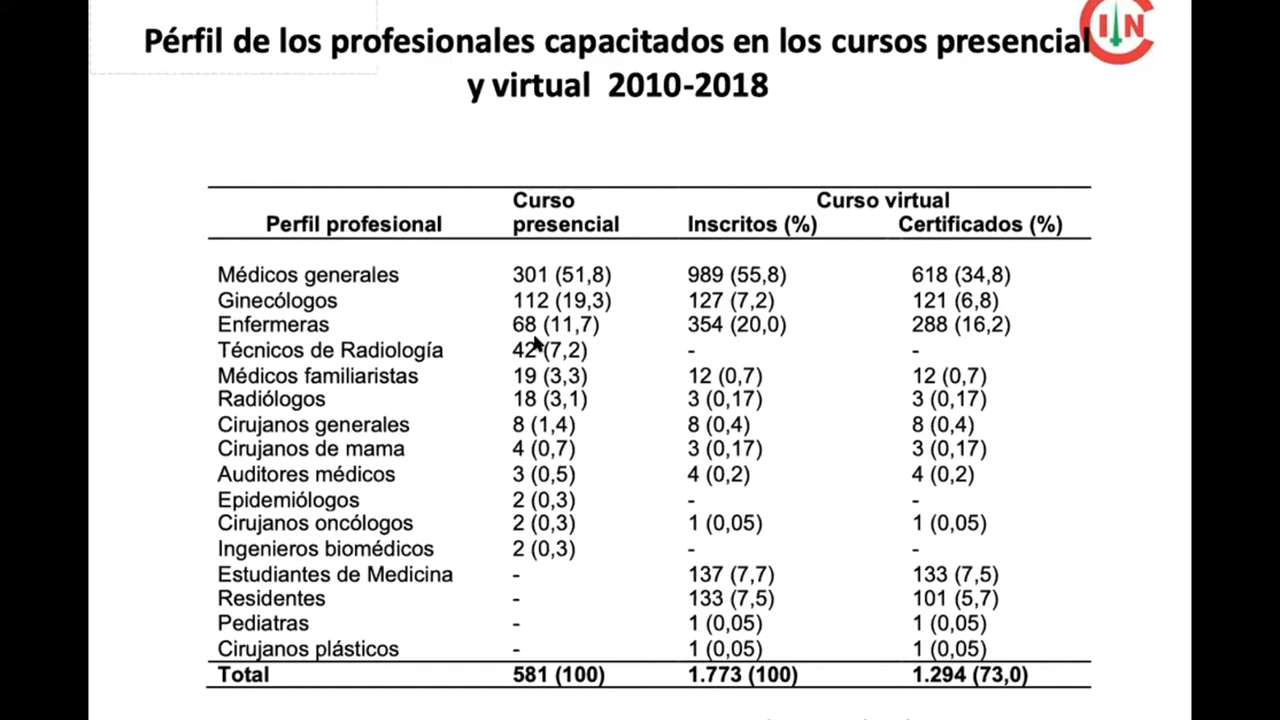 Pérfil de los profesionales capacitados en los cursos presencial
y virtual 2010-2018
CIN
Curso Curso virtual
Perfil profesional presencial Inscritos (%) Certificados (%)
Médicos generales 301 (51,8) 989 (55,8) 618 (34,8)
Ginecólogos 112 (19,3) 127 (7,2) 121 (6,8)
Enfermeras 68 (11,7) 354 (20,0) 288 (16,2)
Técnicos de Radiología 42 (7,2) - -
Médicos familiaristas 19 (3,3) 12 (0,7) 12 (0,7)
Radiólogos 18 (3,1) 3 (0,17) 3 (0,17)
Cirujanos generales 8 (1,4) 8 (0,4) 8 (0,4)
Cirujanos de mama 4 (0,7) 3 (0,17) 3 (0,17)
Auditores médicos 3 (0,5) 4 (0,2) 4 (0,2)
Epidemiólogos 2 (0,3) - -
Cirujanos oncólogos 2 (0,3) 1 (0,05) 1 (0,05)
Ingenieros biomédicos 2 (0,3) - -
Estudiantes de Medicina - 137 (7,7) 133 (7,5)
Residentes - 133 (7,5) 101 (5,7)
Pediatras - 1 (0,05) 1 (0,05)
Cirujanos plásticos - 1 (0,05) 1 (0,05)
Total 581 (100) 1.773 (100) 1.294 (73,0)